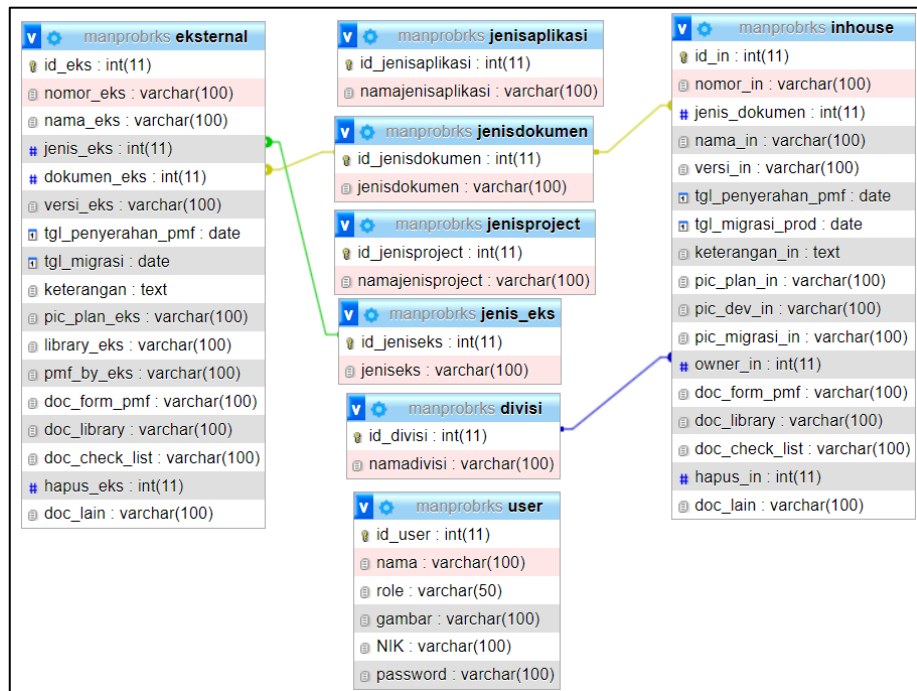 manprobrks eksternal
id_eks : int(11)
nomor_eks : varchar(100)
nama_eks : varchar(100)
# jenis_eks : int(11)
# dokumen_eks : int(11)
versi_eks : varchar(100)
tgl_penyerahan_pmf : date
tgl_migrasi : date
keterangan : text
pic_plan_eks : varchar(100)
library_eks : varchar(100)
pmf_by_eks : varchar(100)
doc_form_pmf : varchar(100)
doc_library : varchar(100)
doc_check_list : varchar(100)
# hapus_eks : int(11)
doc_lain : varchar(100)
manprobrks jenisaplikasi
id_jenisaplikasi : int(11)
namajenisaplikasi : varchar(100)
manprobrks jenisdokumen
id_jenisdokumen : int(11)
jenisdokumen : varchar(100)
manprobrks jenisproject
id_jenisproject : int(11)
namajenisproject : varchar(100)
manprobrks jenis_eks
id_jeniseks : int(11)
jeniseks : varchar(100)
manprobrks divisi
id_divisi : int(11)
namadivisi : varchar(100)
manprobrks user
id_user : int(11)
nama : varchar(100)
role : varchar(50)
gambar : varchar(100)
NIK : varchar(100)
password : varchar(100)
manprobrks inhouse
id_in : int(11)
nomor_in : varchar(100)
# jenis_dokumen : int(11)
nama_in : varchar(100)
versi_in : varchar(100)
tgl_penyerahan_pmf : date
tgl_migrasi_prod : date
keterangan_in : text
pic_plan_in : varchar(100)
pic_dev_in : varchar(100)
pic_migrasi_in : varchar(100)
# owner_in : int(11)
doc_form_pmf : varchar(100)
doc_library : varchar(100)
doc_check_list : varchar(100)
# hapus_in : int(11)
doc_lain : varchar(100)